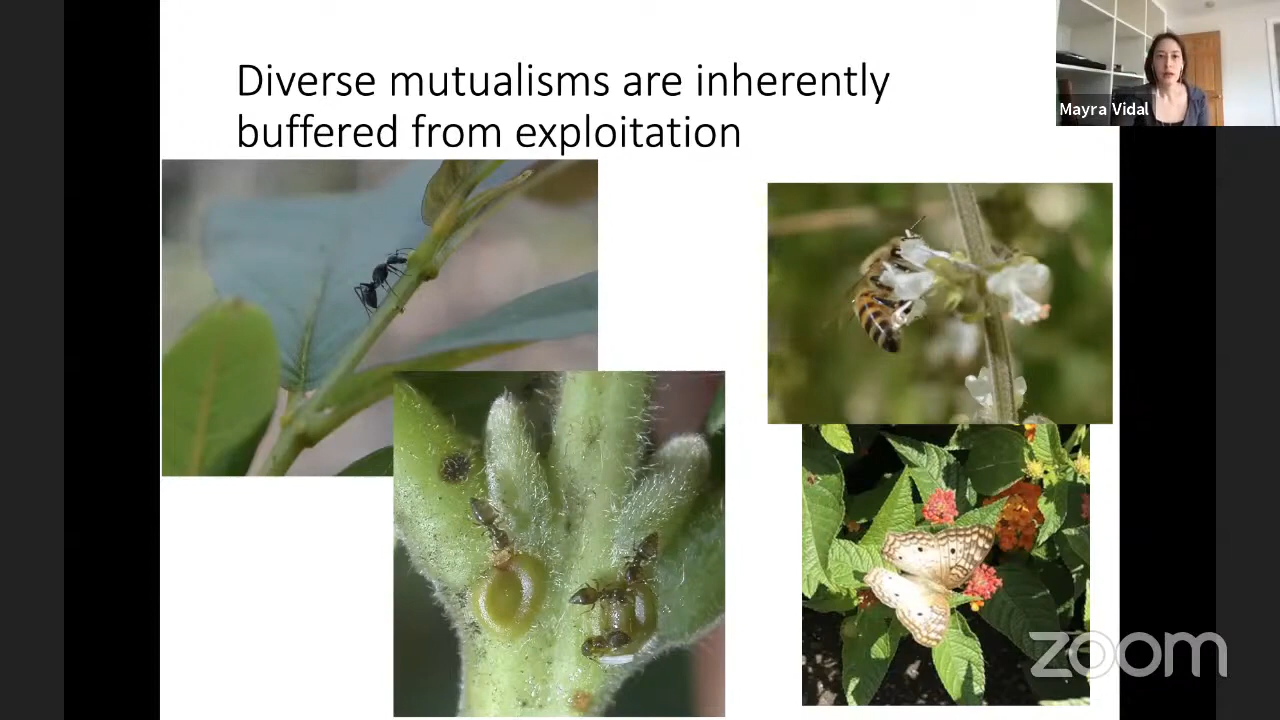 Diverse mutualisms are inherently
buffered from exploitation
Mayra Vidal
zoom